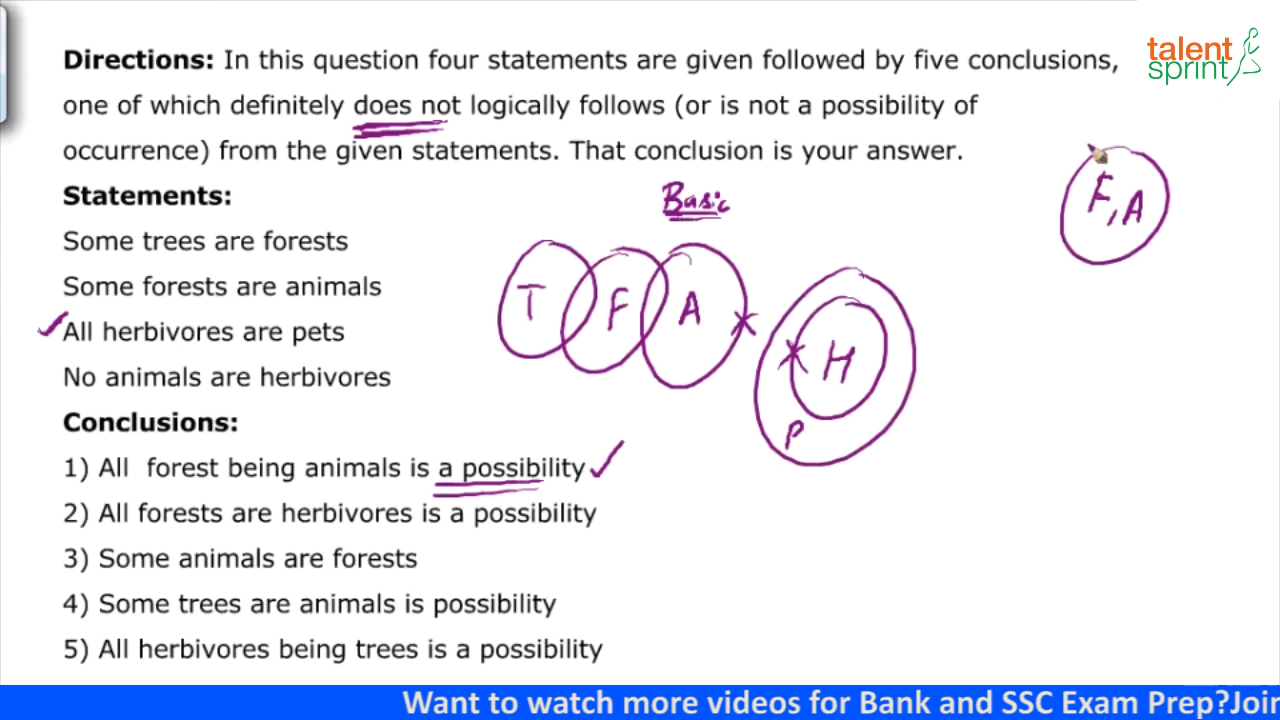 talent
sprint
Directions: In this question four statements are given followed by five conclusions,
one of which definitely does not logically follows (or is not a possibility of
occurrence) from the given statements. That conclusion is your answer.
Statements:
Basic
Some trees are forests
Some forests are animals
All herbivores are pets
No animals are herbivores
T F A H P
F, A
Conclusions:
1) All forest being animals is a possibility
2) All forests are herbivores is a possibility
3) Some animals are forests
4) Some trees are animals is possibility
5) All herbivores being trees is a possibility
Want to watch more videos for Bank and SSC Exam Prep?Join